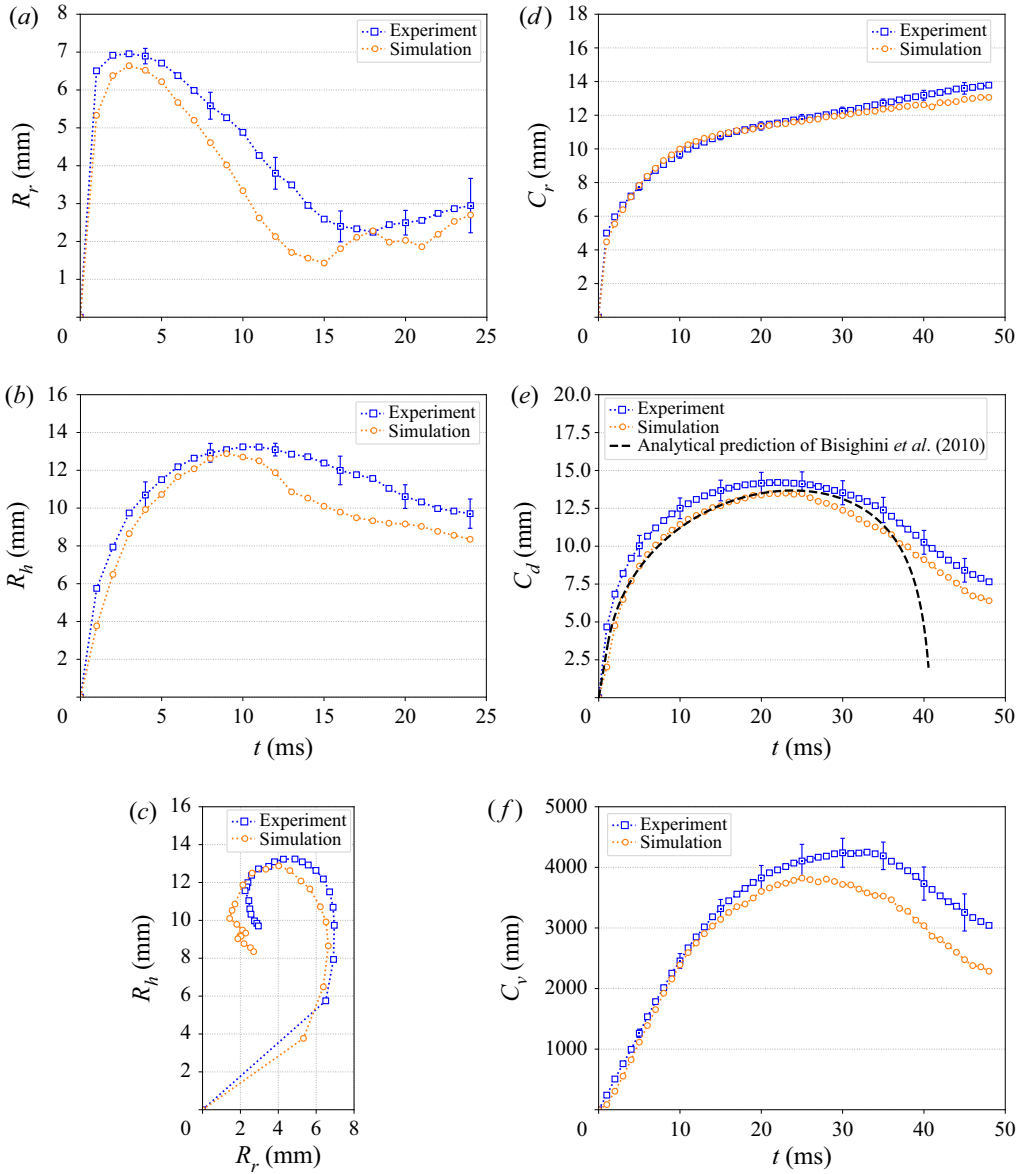 (a)
8
7
6
5
4
3
2
1
0
5
10
15
20
25
R_r (mm)
Experiment
Simulation
(d)
18
16
14
12
10
8
6
4
2
0
10
20
30
40
50
C_r (mm)
Experiment
Simulation
(b)
16
14
12
10
8
6
4
2
0
5
10
15
20
25
R_h (mm)
t (ms)
Experiment
Simulation
(e)
20.0
17.5
15.0
12.5
10.0
7.5
5.0
2.5
0
10
20
30
40
50
C_d (mm)
t (ms)
Experiment
Simulation
Analytical prediction of Bisighini et al. (2010)
(c)
16
14
12
10
8
6
4
2
0
2
4
6
8
R_h (mm)
R_r (mm)
Experiment
Simulation
(f)
5000
4000
3000
2000
1000
0
10
20
30
40
50
C_v (mm)
t (ms)
Experiment
Simulation